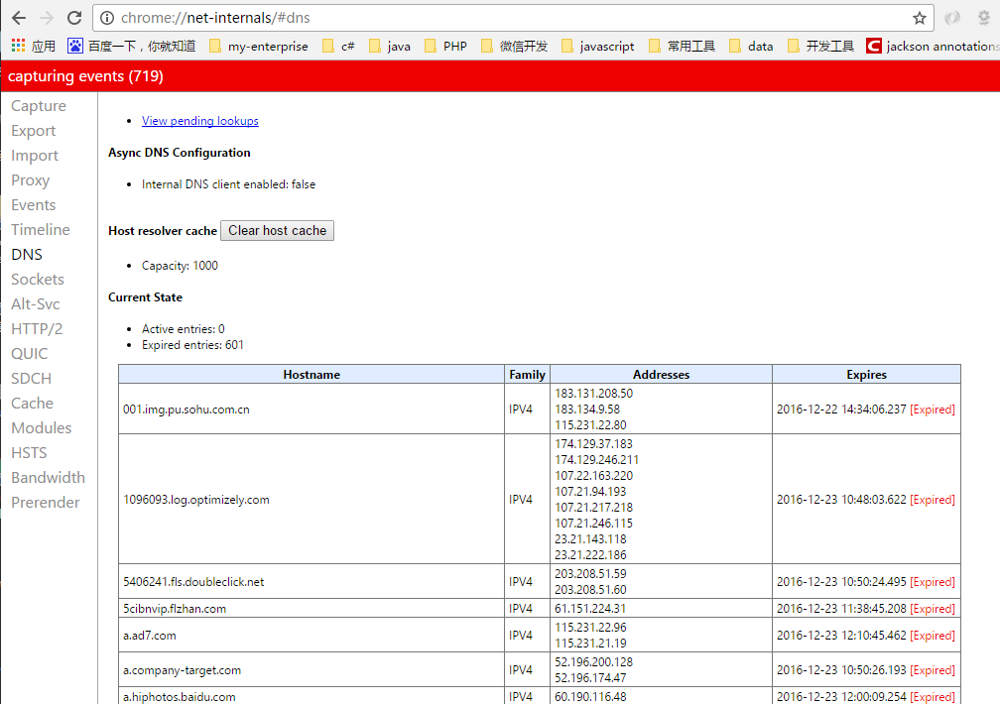 chrome://net-internals/#dns
应用 百度一下，你就知道 my-enterprise c# java PHP 微信开发 javascript 常用工具 data 开发工具 jackson annotations
capturing events (719)
Capture
Export
Import
Proxy
Events
Timeline
DNS
Sockets
Alt-Svc
HTTP/2
QUIC
SDCH
Cache
Modules
HSTS
Bandwidth
Prerender
View pending lookups
Async DNS Configuration
Internal DNS client enabled: false
Host resolver cache Clear host cache
Capacity: 1000
Current State
Active entries: 0
Expired entries: 601
Hostname Family Addresses Expires
001.img.pu.sohu.com.cn IPV4 183.131.208.50
183.134.9.58
115.231.22.80
2016-12-22 14:34:06.237 [Expired]
1096093.log.optimizely.com IPV4 174.129.37.183
174.129.246.211
107.22.163.220
107.21.94.193
107.21.217.218
107.21.246.115
23.21.143.118
23.21.222.186
2016-12-23 10:48:03.622 [Expired]
5406241.fls.doubleclick.net IPV4 203.208.51.59
203.208.51.60
2016-12-23 10:50:24.495 [Expired]
5cibnvip.flzhan.com IPV4 61.151.224.31 2016-12-23 11:38:45.208 [Expired]
a.ad7.com IPV4 115.231.22.96
115.231.21.19
2016-12-23 12:10:45.462 [Expired]
a.company-target.com IPV4 52.196.200.128
52.196.174.47
2016-12-23 10:50:26.193 [Expired]
a.hiphotos.baidu.com IPV4 60.190.116.48 2016-12-23 12:00:09.254 [Expired]